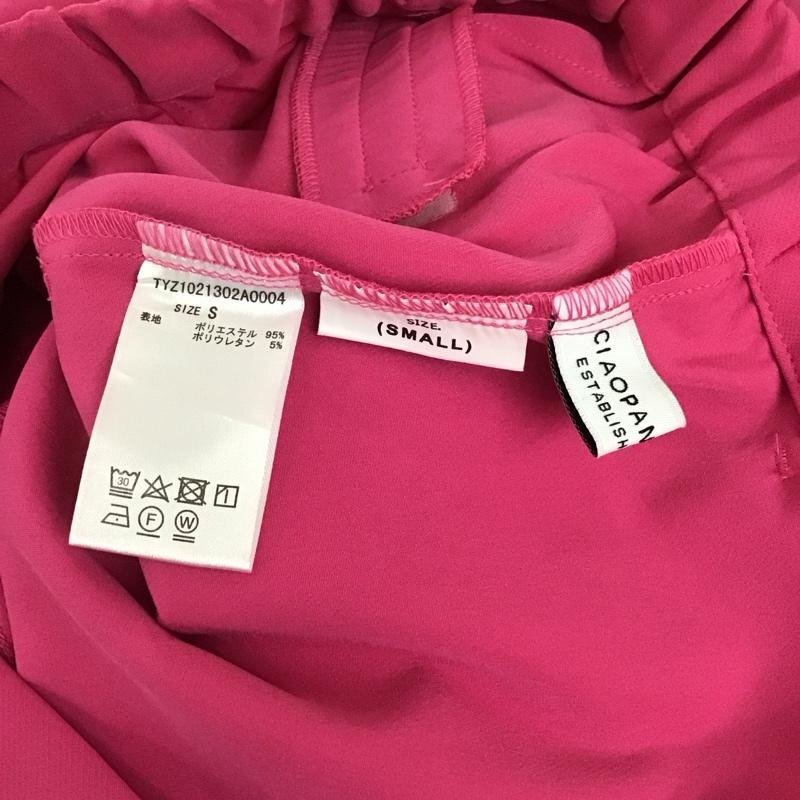 TYZ1021302A0004
SIZE S
表地 ポリエステル 95%
ポリウレタン 5%
30
F W
SIZE.
(SMALL)
CIAOPAN
ESTABLISH